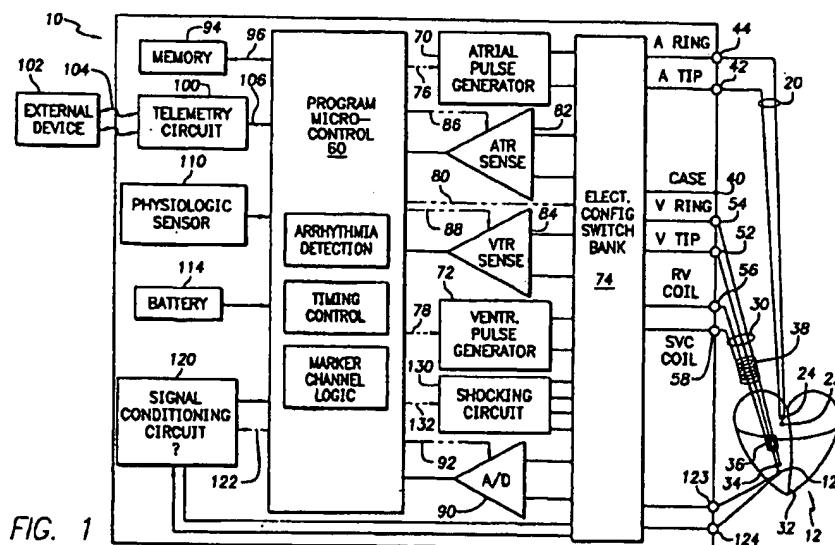 10
94
MEMORY
96
102
104
EXTERNAL
DEVICE
100
TELEMETRY
CIRCUIT
106
110
PHYSIOLOGIC
SENSOR
114
BATTERY
120
SIGNAL
CONDITIONING
CIRCUIT
?
122
PROGRAM
MICRO-
CONTROL
60
ARRHYTHMIA
DETECTION
TIMING
CONTROL
MARKER
CHANNEL
LOGIC
70
ATRIAL
PULSE
GENERATOR
76
86
82
ATR
SENSE
80
88
84
VTR
SENSE
72
VENTR.
PULSE
GENERATOR
78
130
SHOCKING
CIRCUIT
132
92
A/D
90
ELECT.
CONFIG
SWITCH
BANK
74
A RING
44
A TIP
42
20
CASE
40
V RING
54
V TIP
52
RV
COIL
56
30
SVC
COIL
58
38
24
36
34
32
12
123
124
FIG. 1